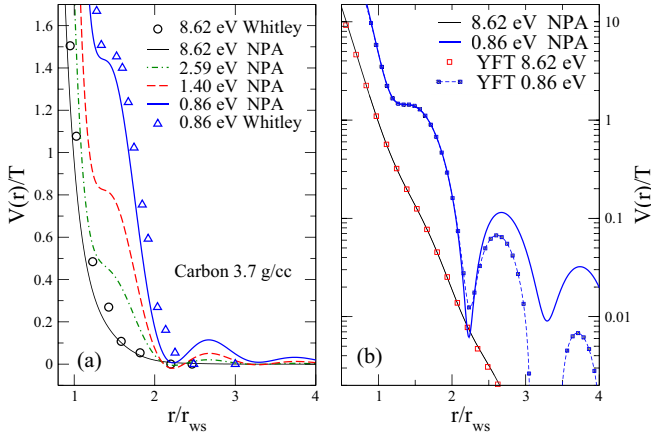 1.6
1.4
1.2
1
0.8
0.6
0.4
0.2
0
V(r)/T
8.62 eV Whitley
8.62 eV NPA
2.59 eV NPA
1.40 eV NPA
0.86 eV NPA
0.86 eV Whitley
Carbon 3.7 g/cc
(a)
1 2 3 4
r/r_ws
(b)
8.62 eV NPA
0.86 eV NPA
YFT 8.62 eV
YFT 0.86 eV
10
1
0.1
0.01
V(r)/T
1 2 3 4
r/r_ws